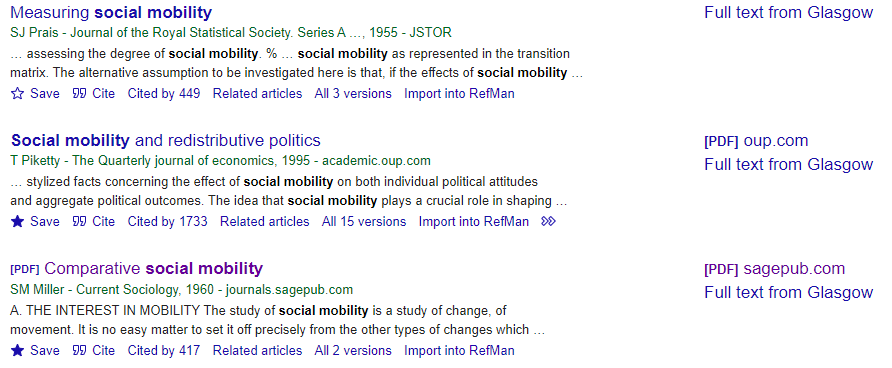 Measuring social mobility
Full text from Glasgow
SJ Prais - Journal of the Royal Statistical Society. Series A …, 1955 - JSTOR
… assessing the degree of social mobility. % … social mobility as represented in the transition
matrix. The alternative assumption to be investigated here is that, if the effects of social mobility …
Save Cite Cited by 449 Related articles All 3 versions Import into RefMan
Social mobility and redistributive politics
[PDF] oup.com
T Piketty - The Quarterly journal of economics, 1995 - academic.oup.com
Full text from Glasgow
… stylized facts concerning the effect of social mobility on both individual political attitudes
and aggregate political outcomes. The idea that social mobility plays a crucial role in shaping …
Save Cite Cited by 1733 Related articles All 15 versions Import into RefMan
[PDF] Comparative social mobility
[PDF] sagepub.com
SM Miller - Current Sociology, 1960 - journals.sagepub.com
Full text from Glasgow
A. THE INTEREST IN MOBILITY The study of social mobility is a study of change, of
movement. It is no easy matter to set it off precisely from the other types of changes which …
Save Cite Cited by 417 Related articles All 2 versions Import into RefMan